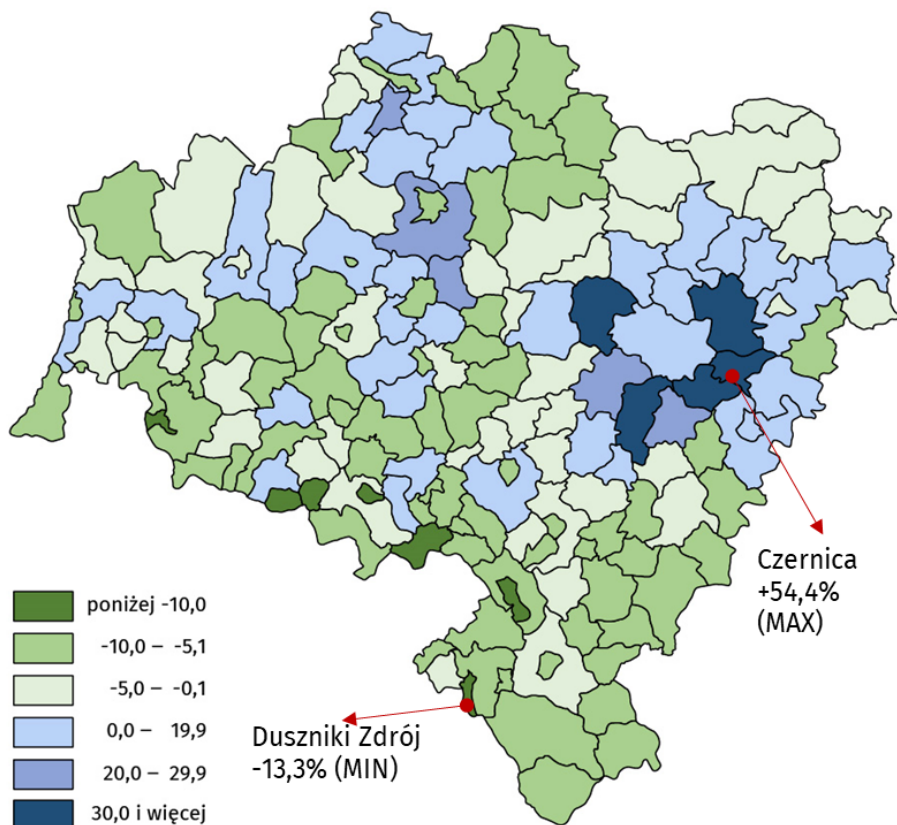 Czernica
+54,4%
(MAX)
poniżej -10,0
-10,0 – -5,1
-5,0 – -0,1
0,0 – 19,9
20,0 – 29,9
30,0 i więcej
Duszniki Zdrój
-13,3% (MIN)